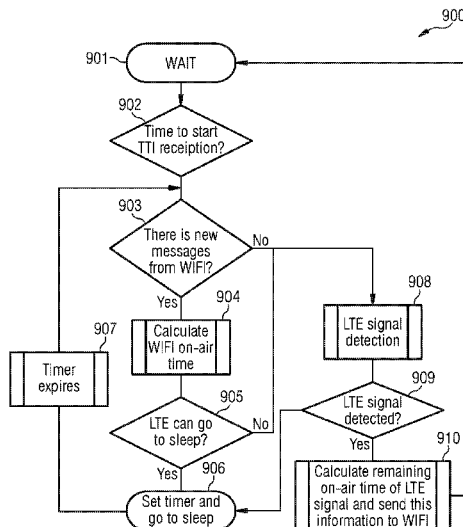 900
901
WAIT
902
Time to start
TTI receiption?
903
There is new
messages
from WIFI?
No
Yes
904
Calculate
WIFI on-air
time
905
LTE can go
to sleep?
No
Yes
906
Set timer and
go to sleep
907
Timer
expires
908
LTE signal
detection
909
LTE signal
detected?
Yes
910
Calculate remaining
on-air time of LTE
signal and send this
information to WIFI